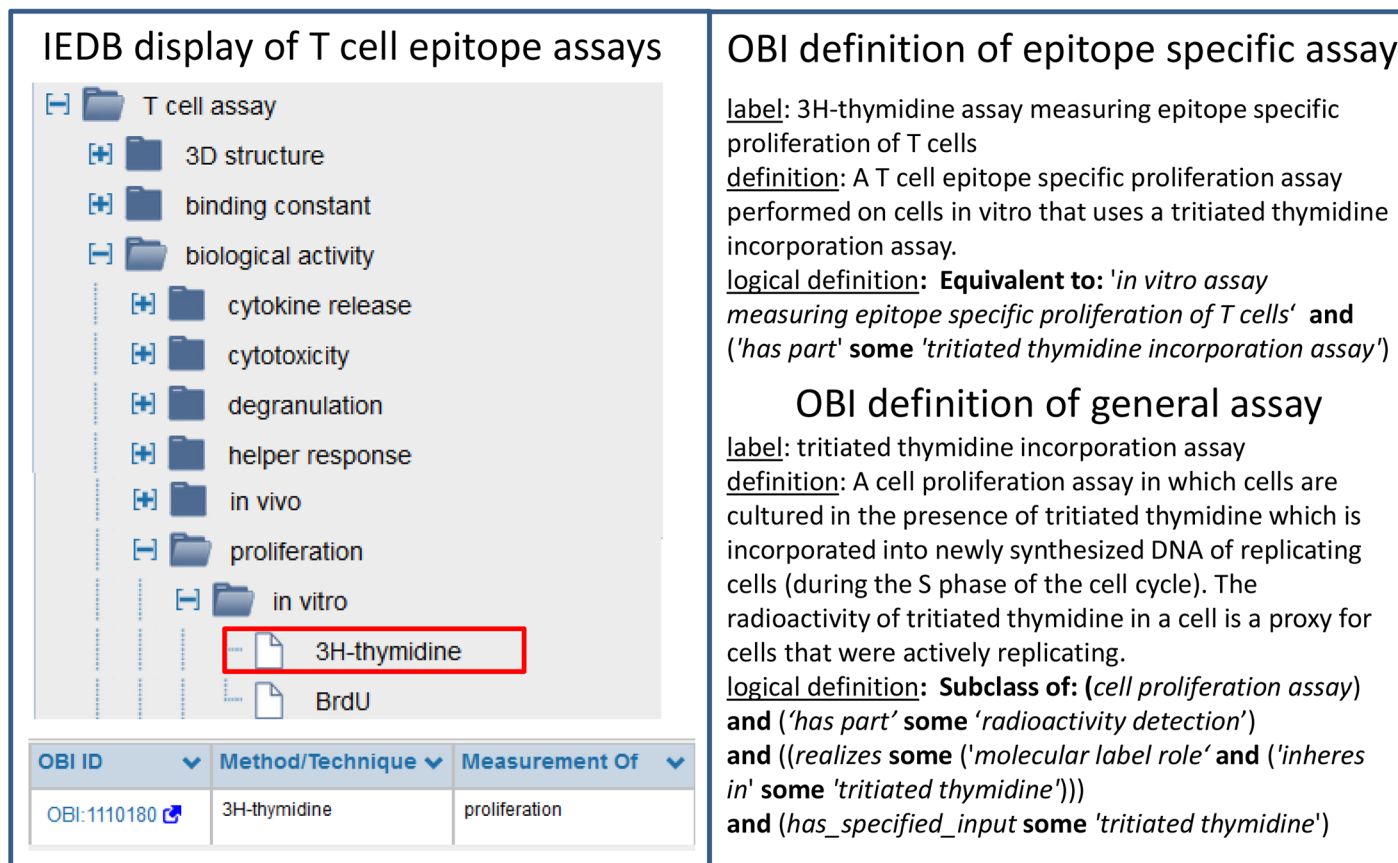 IEDB display of T cell epitope assays
T cell assay
3D structure
binding constant
biological activity
cytokine release
cytotoxicity
degranulation
helper response
in vivo
proliferation
in vitro
3H-thymidine
BrdU
OBI ID Method/Technique Measurement Of
OBI:1110180 3H-thymidine proliferation
OBI definition of epitope specific assay
label: 3H-thymidine assay measuring epitope specific
proliferation of T cells
definition: A T cell epitope specific proliferation assay
performed on cells in vitro that uses a tritiated thymidine
incorporation assay.
logical definition: Equivalent to: 'in vitro assay
measuring epitope specific proliferation of T cells‘ and
('has part' some 'tritiated thymidine incorporation assay')
OBI definition of general assay
label: tritiated thymidine incorporation assay
definition: A cell proliferation assay in which cells are
cultured in the presence of tritiated thymidine which is
incorporated into newly synthesized DNA of replicating
cells (during the S phase of the cell cycle). The
radioactivity of tritiated thymidine in a cell is a proxy for
cells that were actively replicating.
logical definition: Subclass of: (cell proliferation assay)
and (‘has part’ some ‘radioactivity detection’)
and ((realizes some ('molecular label role‘ and ('inheres
in' some 'tritiated thymidine')))
and (has_specified_input some 'tritiated thymidine')